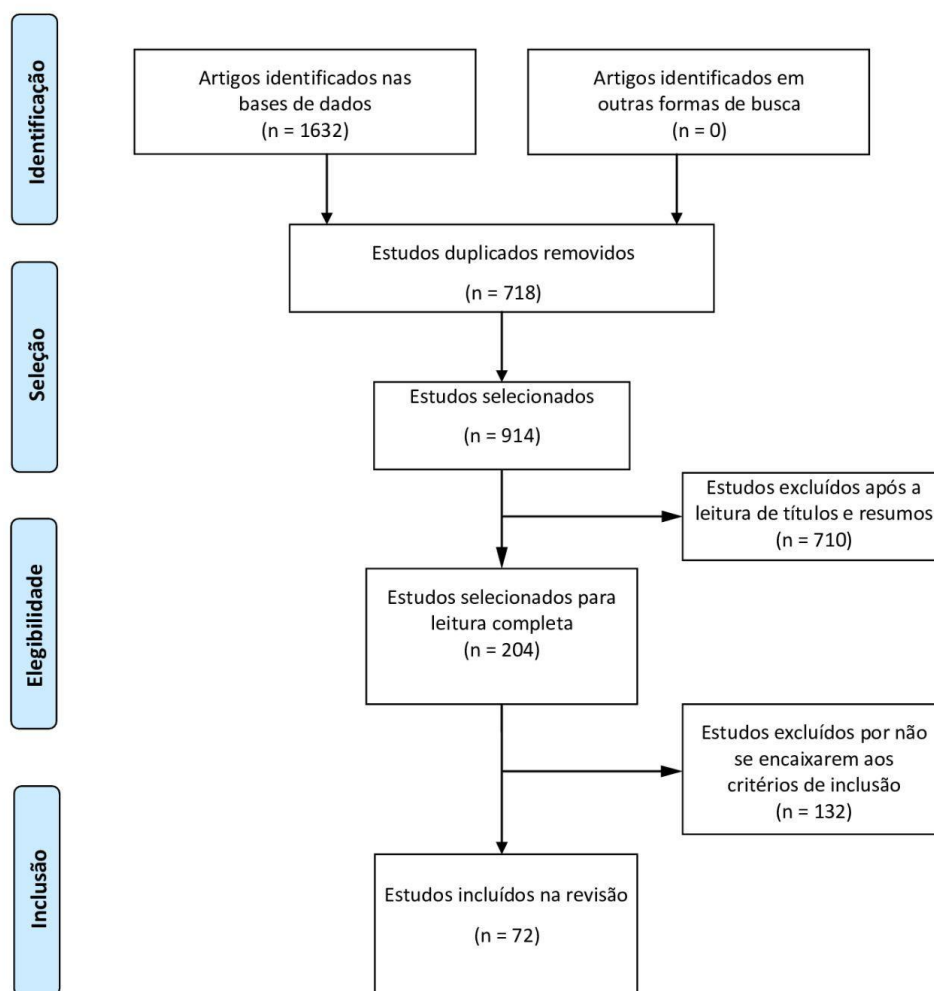 Identificação
Artigos identificados nas
bases de dados
(n = 1632)
Artigos identificados em
outras formas de busca
(n = 0)
Estudos duplicados removidos
(n = 718)
Seleção
Estudos selecionados
(n = 914)
Estudos excluídos após a
leitura de títulos e resumos
(n = 710)
Elegibilidade
Estudos selecionados para
leitura completa
(n = 204)
Estudos excluídos por não
se encaixarem aos
critérios de inclusão
(n = 132)
Inclusão
Estudos incluídos na revisão
(n = 72)